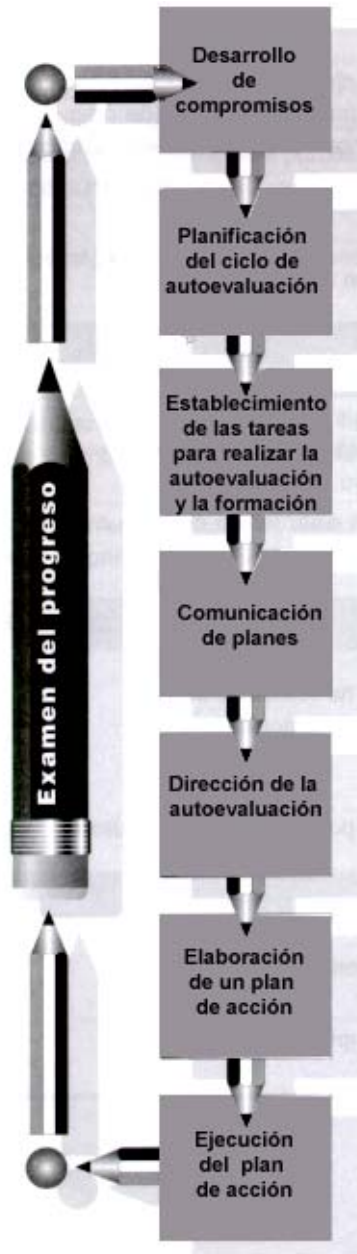 Desarrollo
de
compromisos
Planificación
del ciclo de
autoevaluación
Establecimiento
de las tareas
para realizar la
autoevaluación
y la formación
Comunicación
de planes
Dirección de la
autoevaluación
Elaboración
de un plan
de acción
Ejecución
del plan
de acción
Examen del progreso